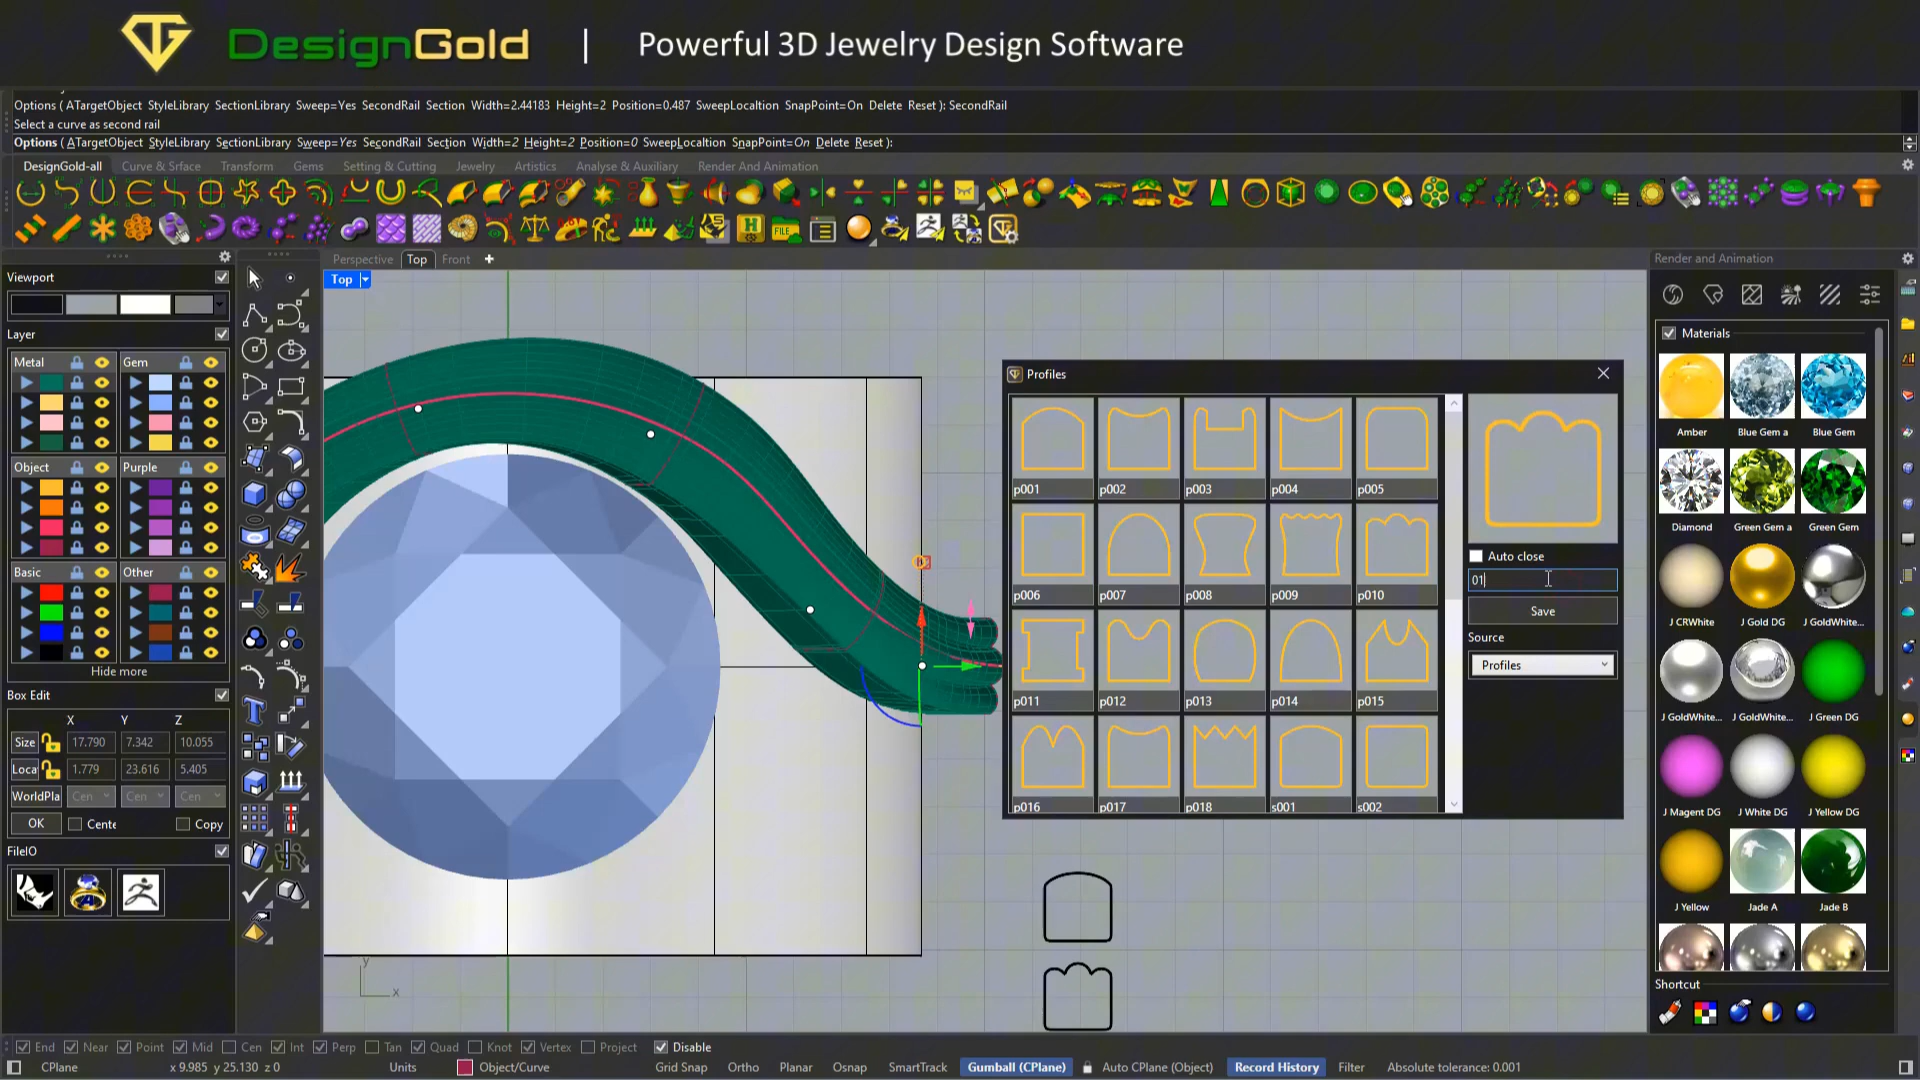 DesignGold | Powerful 3D Jewelry Design Software
Options ( ATargetObject StyleLibrary SectionLibrary Sweep=Yes SecondRail Section Width=2.44183 Height=2 Position=0.487 SweepLocaltion SnapPoint=On Delete Reset ): SecondRail
Select a curve as second rail
Options ( ATargetObject StyleLibrary SectionLibrary Sweep=Yes SecondRail Section Width=2 Height=2 Position=0 SweepLocaltion SnapPoint=On Delete Reset ):
DesignGold-all Curve & Srface Transform Gems Setting & Cutting Jewelry Artistics Analyse & Auxiliary Render And Animation
FILE
Perspective Top Front
Render and Animation
Viewport
Top
Layer
Metal Gem
Object Purple
Basic Other
Hide more
Box Edit
X Y Z
Size 17.790 7.342 10.055
Loca 1.779 23.616 5.405
WorldPla Cen Cen Cen
OK Cente Copy
FileIO
Profiles
p001 p002 p003 p004 p005
p006 p007 p008 p009 p010
p011 p012 p013 p014 p015
p016 p017 p018 s001 s002
Auto close
01
Save
Source
Profiles
y
x
Materials
Amber Blue Gem a Blue Gem
Diamond Green Gem a Green Gem
J CRWhite J Gold DG J GoldWhite...
J GoldWhite... J GoldWhite... J Green DG
J Magent DG J White DG J Yellow DG
J Yellow Jade A Jade B
Shortcut
End Near Point Mid Cen Int Perp Tan Quad Knot Vertex Project Disable
CPlane x 9.985 y 25.130 z 0 Units Object/Curve Grid Snap Ortho Planar Osnap SmartTrack Gumball (CPlane) Auto CPlane (Object) Record History Filter Absolute tolerance: 0.001